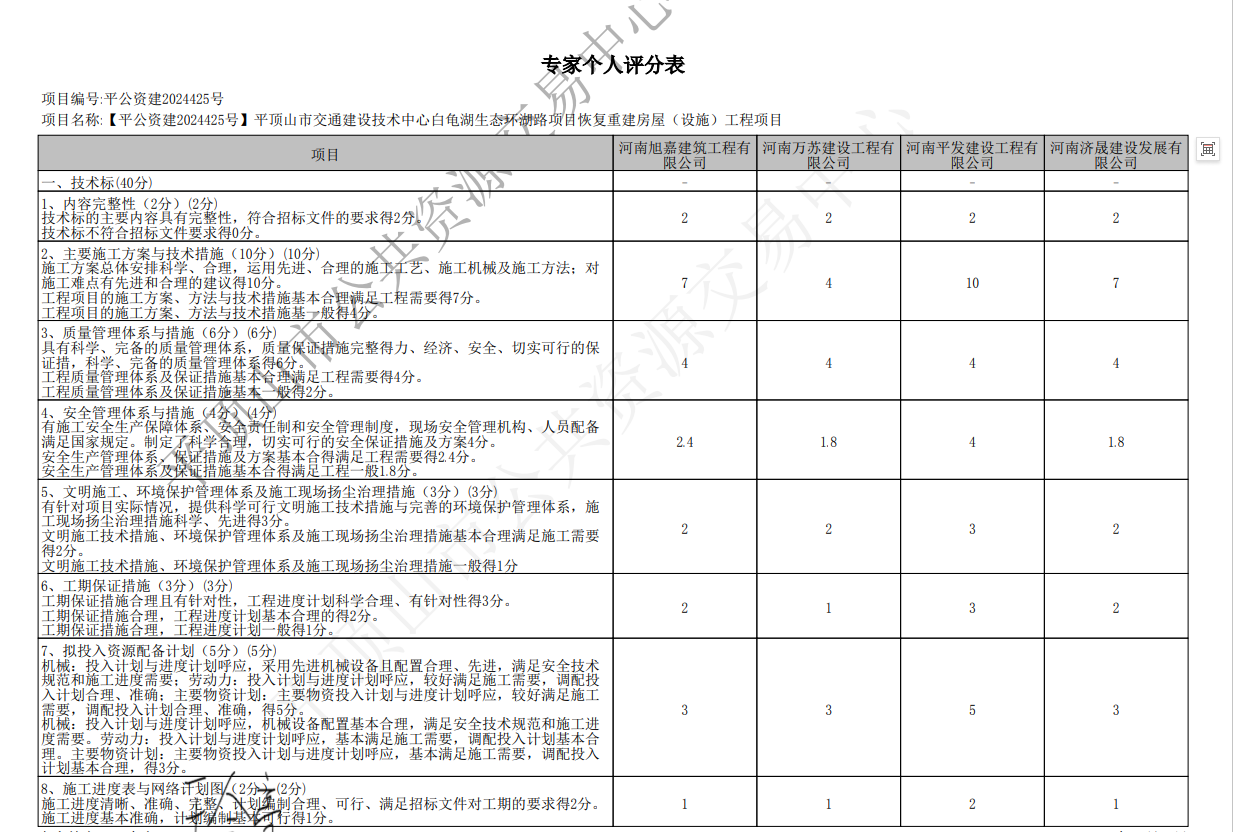 专家个人评分表
项目编号:平公资建2024425号
项目名称:【平公资建2024425号】平顶山市交通建设技术中心白龟湖生态环湖路项目恢复重建房屋（设施）工程项目
项目 河南旭嘉建筑工程有限公司 河南万苏建设工程有限公司 河南平发建设工程有限公司 河南济晟建设发展有限公司
一、技术标(40分) - - - -
1、内容完整性（2分）(2分)
技术标的主要内容具有完整性，符合招标文件的要求得2分。
技术标不符合招标文件要求得0分。
2 2 2 2
2、主要施工方案与技术措施（10分）(10分)
施工方案总体安排科学、合理，运用先进、合理的施工工艺、施工机械及施工方法；对
施工难点有先进和合理的建议得10分。
工程项目的施工方案、方法与技术措施基本合理满足工程需要得7分。
工程项目的施工方案、方法与技术措施基一般得4分。
7 4 10 7
3、质量管理体系与措施（6分）(6分)
具有科学、完备的质量管理体系，质量保证措施完整得力、经济、安全、切实可行的保
证措，科学、完备的质量管理体系得6分。
工程质量管理体系及保证措施基本合理满足工程需要得4分。
工程质量管理体系及保证措施基本一般得2分。
4 4 4 4
4、安全管理体系与措施（4分）(4分)
有施工安全生产保障体系、安全责任制和安全管理制度，现场安全管理机构、人员配备
满足国家规定。制定了科学合理，切实可行的安全保证措施及方案4分。
安全生产管理体系、保证措施及方案基本合得满足工程需要得2.4分。
安全生产管理体系及保证措施基本合得满足工程一般1.8分。
2.4 1.8 4 1.8
5、文明施工、环境保护管理体系及施工现场扬尘治理措施（3分）(3分)
有针对项目实际情况，提供科学可行文明施工技术措施与完善的环境保护管理体系，施
工现场扬尘治理措施科学、先进得3分。
文明施工技术措施、环境保护管理体系及施工现场扬尘治理措施基本合理满足施工需要
得2分。
文明施工技术措施、环境保护管理体系及施工现场扬尘治理措施一般得1分
2 2 3 2
6、工期保证措施（3分）(3分)
工期保证措施合理且有针对性，工程进度计划科学合理、有针对性得3分。
工期保证措施合理，工程进度计划基本合理的得2分。
工期保证措施合理，工程进度计划一般得1分。
2 1 3 2
7、拟投入资源配备计划（5分）(5分)
机械：投入计划与进度计划呼应，采用先进机械设备且配置合理、先进，满足安全技术
规范和施工进度需要；劳动力：投入计划与进度计划呼应，较好满足施工需要，调配投
入计划合理、准确；主要物资计划：主要物资投入计划与进度计划呼应，较好满足施工
需要，调配投入计划合理、准确，得5分。
机械：投入计划与进度计划呼应，机械设备配置基本合理，满足安全技术规范和施工进
度需要。劳动力：投入计划与进度计划呼应，基本满足施工需要，调配投入计划基本合
理。主要物资计划：主要物资投入计划与进度计划呼应，基本满足施工需要，调配投入
计划基本合理，得3分。
3 3 5 3
8、施工进度表与网络计划图（2分）(2分)
施工进度清晰、准确、完整，计划编制合理、可行、满足招标文件对工期的要求得2分。
施工进度基本准确，计划编制基本可行得1分。
1 1 2 1
平顶山市公共资源交易中心
平顶山市公共资源交易中心